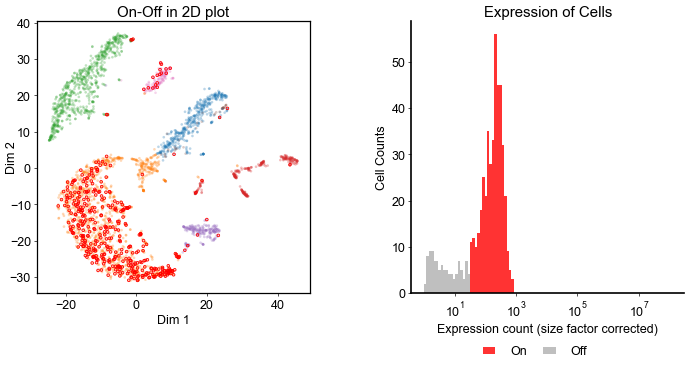 On-Off in 2D plot
Dim 2
40
30
20
10
0
−10
−20
−30
−20
0
20
40
Dim 1
Expression of Cells
Cell Counts
50
40
30
20
10
0
10^1
10^3
10^5
10^7
Expression count (size factor corrected)
On
Off